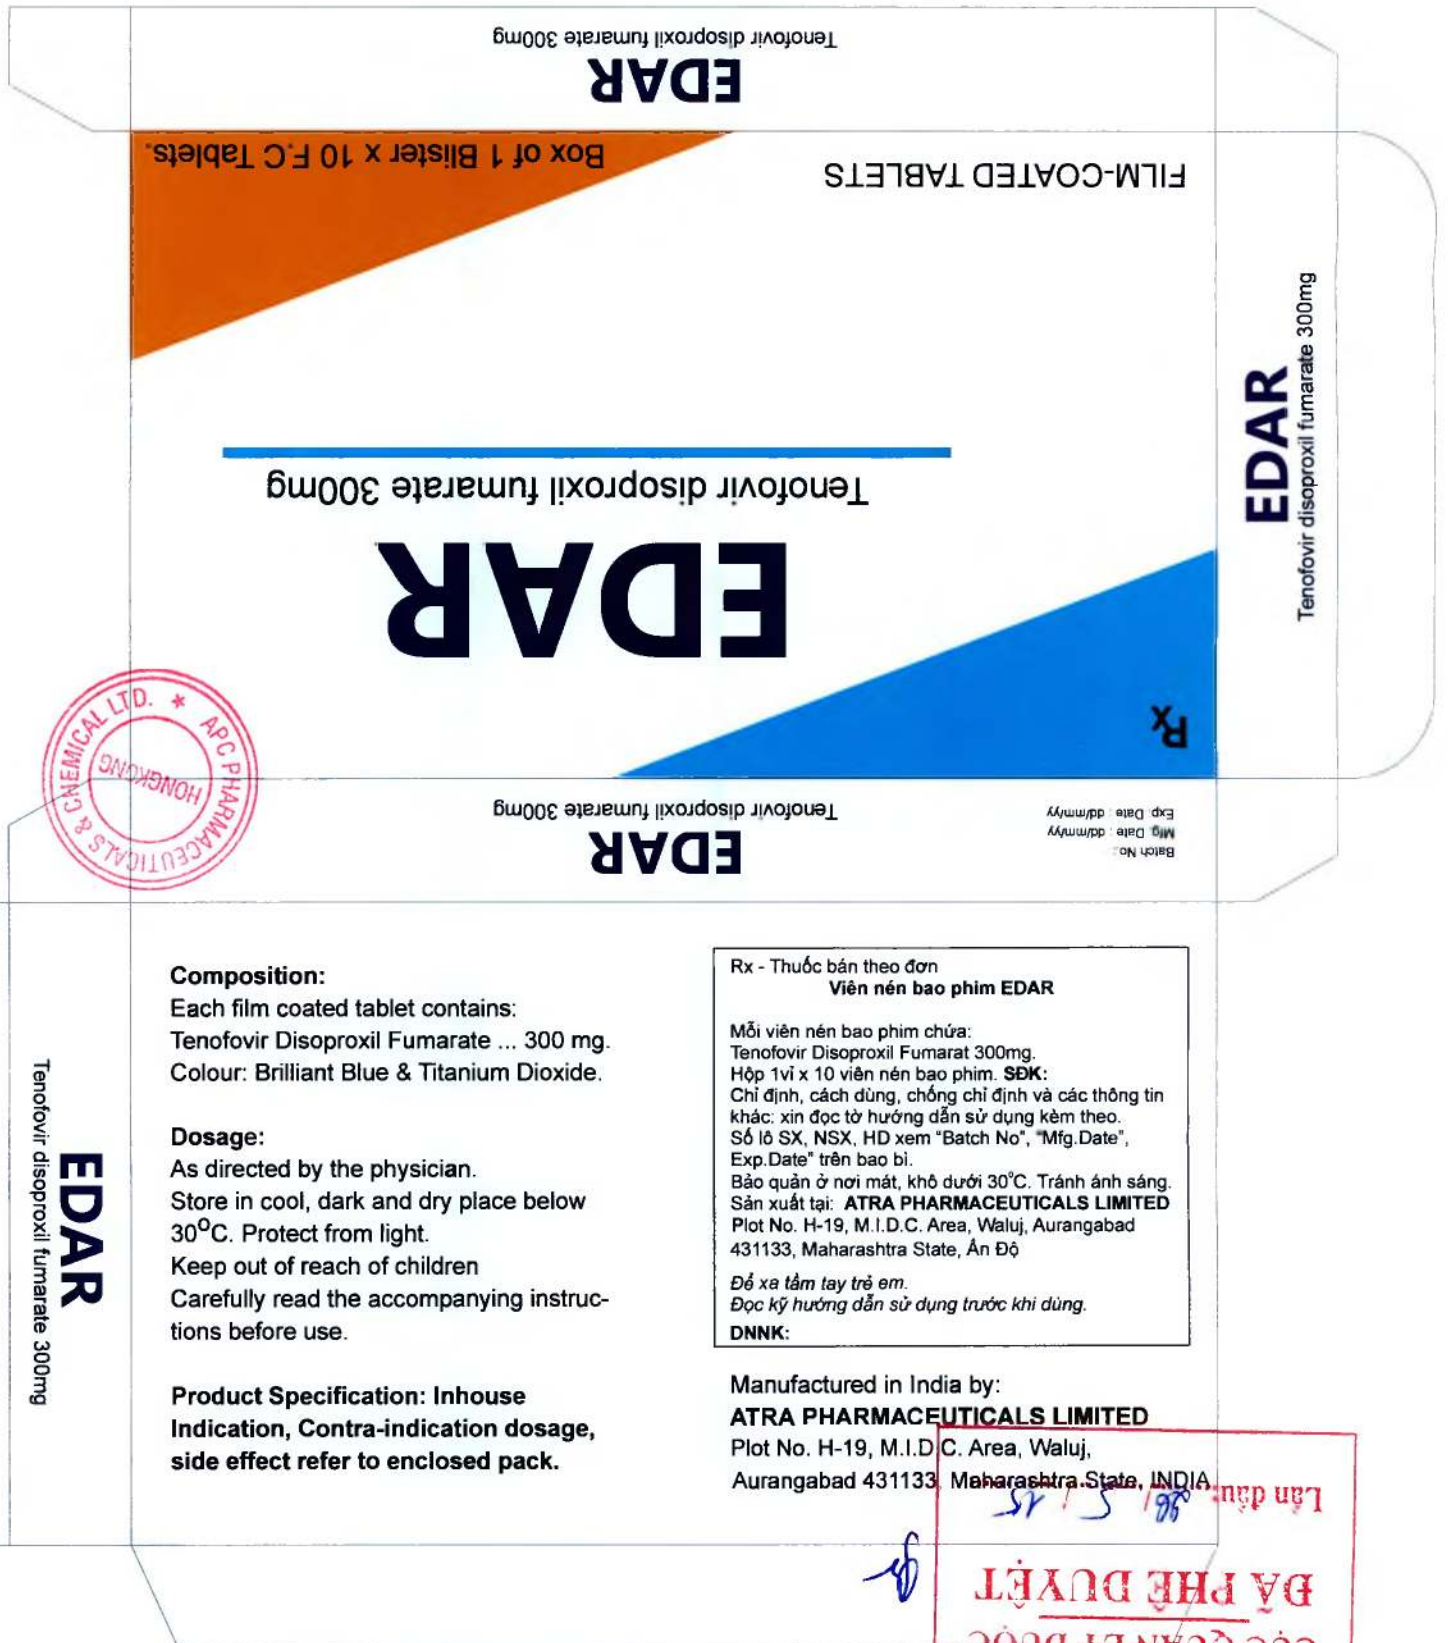 Tenofovir disoproxil fumarate 300mg
EDAR
Box of 1 Blister x 10 F.C Tablets.
FILM-COATED TABLETS
Tenofovir disoproxil fumarate 300mg
EDAR
Rx
EDAR
Tenofovir disoproxil fumarate 300mg
APC PHARMACEUTICALS & CHEMICAL LTD. *
HONGKONG
Tenofovir disoproxil fumarate 300mg
EDAR
Batch No.:
Mfg. Date : dd/mm/yy
Exp. Date : dd/mm/yy
EDAR
Tenofovir disoproxil fumarate 300mg
Composition:
Each film coated tablet contains:
Tenofovir Disoproxil Fumarate ... 300 mg.
Colour: Brilliant Blue & Titanium Dioxide.
Dosage:
As directed by the physician.
Store in cool, dark and dry place below
30°C. Protect from light.
Keep out of reach of children
Carefully read the accompanying instruc-
tions before use.
Product Specification: Inhouse
Indication, Contra-indication dosage,
side effect refer to enclosed pack.
Rx - Thuốc bán theo đơn
Viên nén bao phim EDAR
Mỗi viên nén bao phim chứa:
Tenofovir Disoproxil Fumarat 300mg.
Hộp 1vỉ x 10 viên nén bao phim. SĐK:
Chỉ định, cách dùng, chống chỉ định và các thông tin
khác: xin đọc tờ hướng dẫn sử dụng kèm theo.
Số lô SX, NSX, HD xem "Batch No", "Mfg.Date",
Exp.Date" trên bao bì.
Bảo quản ở nơi mát, khô dưới 30°C. Tránh ánh sáng.
Sản xuất tại: ATRA PHARMACEUTICALS LIMITED
Plot No. H-19, M.I.D.C. Area, Waluj, Aurangabad
431133, Maharashtra State, Ấn Độ
Để xa tầm tay trẻ em.
Đọc kỹ hướng dẫn sử dụng trước khi dùng.
DNNK:
Manufactured in India by:
ATRA PHARMACEUTICALS LIMITED
Plot No. H-19, M.I.D.C. Area, Waluj,
Aurangabad 431133, Maharashtra State, INDIA
CỤC QUẢN LÝ DƯỢC
ĐÃ PHÊ DUYỆT
Lần đầu: / 5 / 15